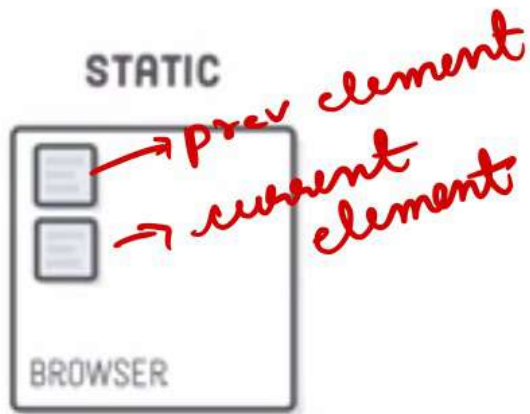 STATIC
prev element
current
element
BROWSER